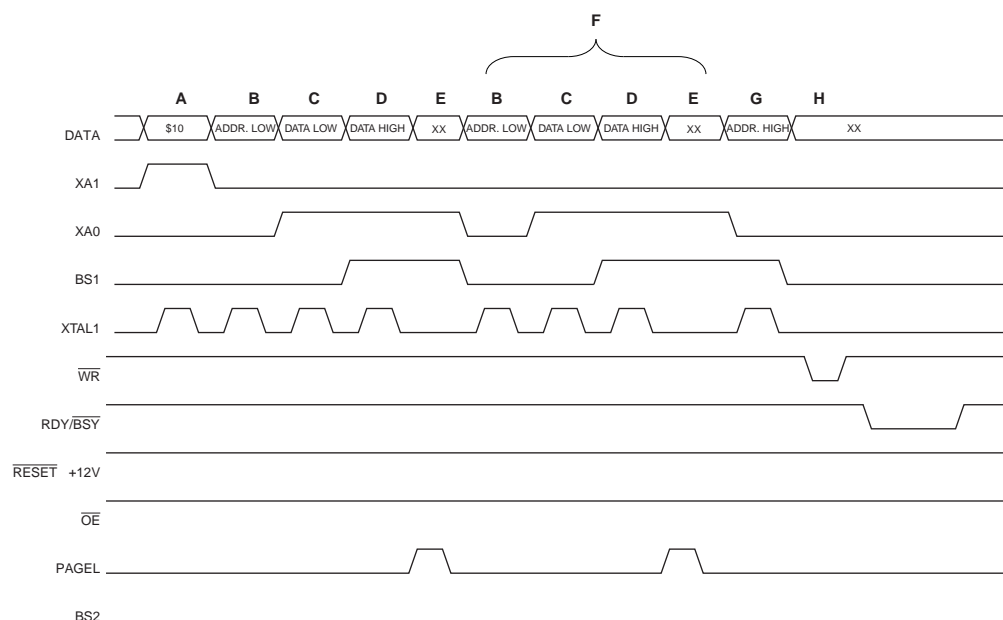 F
A B C D E B C D E G H
DATA $10 ADDR. LOW DATA LOW DATA HIGH XX ADDR. LOW DATA LOW DATA HIGH XX ADDR. HIGH XX
XA1
XA0
BS1
XTAL1
WR
RDY/BSY
RESET +12V
OE
PAGEL
BS2